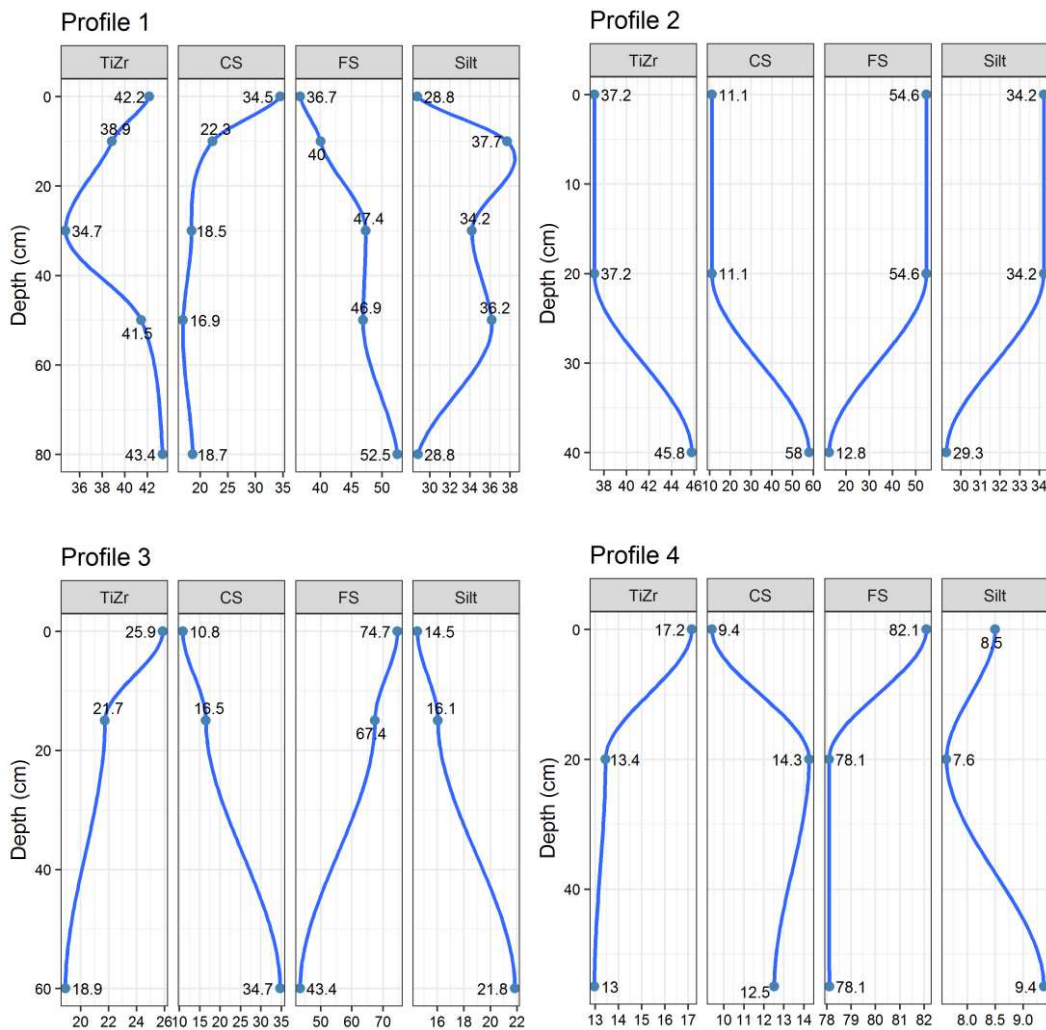 Profile 1
TiZr CS FS Silt
0
20
40
60
80
Depth (cm)
42.2 34.5 36.7 28.8
38.9 22.3 40 37.7
34.7 18.5 47.4 34.2
41.5 16.9 46.9 36.2
43.4 18.7 52.5 28.8
36 38 40 42 20 25 30 35 40 50 30 32 34 36 38
Profile 2
TiZr CS FS Silt
0
10
20
30
40
Depth (cm)
37.2 11.1 54.6 34.2
37.2 11.1 54.6 34.2
45.8 58 12.8 29.3
38 40 42 44 46 10 20 30 40 50 60 20 30 40 50 30 31 32 33 34
Profile 3
TiZr CS FS Silt
0
20
40
60
Depth (cm)
25.9 10.8 74.7 14.5
21.7 16.5 67.4 16.1
18.9 34.7 43.4 21.8
20 22 24 26 10 15 20 25 30 35 50 60 70 16 18 20 22
Profile 4
TiZr CS FS Silt
0
20
40
Depth (cm)
17.2 9.4 82.1 8.5
13.4 14.3 78.1 7.6
13 12.5 78.1 9.4
13 14 15 16 17 10 11 12 13 14 78 79 80 81 82 8.0 8.5 9.0